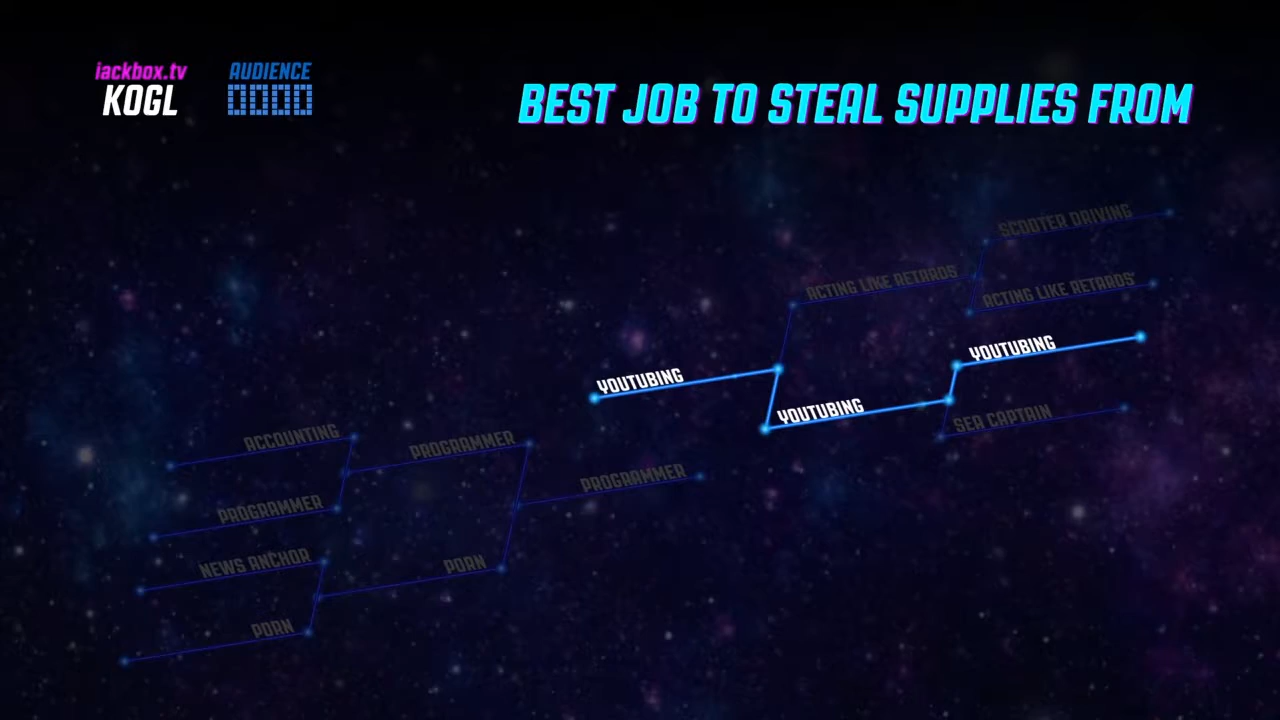 jackbox.tv
KOGL
AUDIENCE
BEST JOB TO STEAL SUPPLIES FROM
SCOOTER DRIVING
ACTING LIKE RETARDS
ACTING LIKE RETARDS
YOUTUBING
YOUTUBING
YOUTUBING
SEA CAPTAIN
ACCOUNTING
PROGRAMMER
PROGRAMMER
PROGRAMMER
NEWS ANCHOR
PORN
PORN